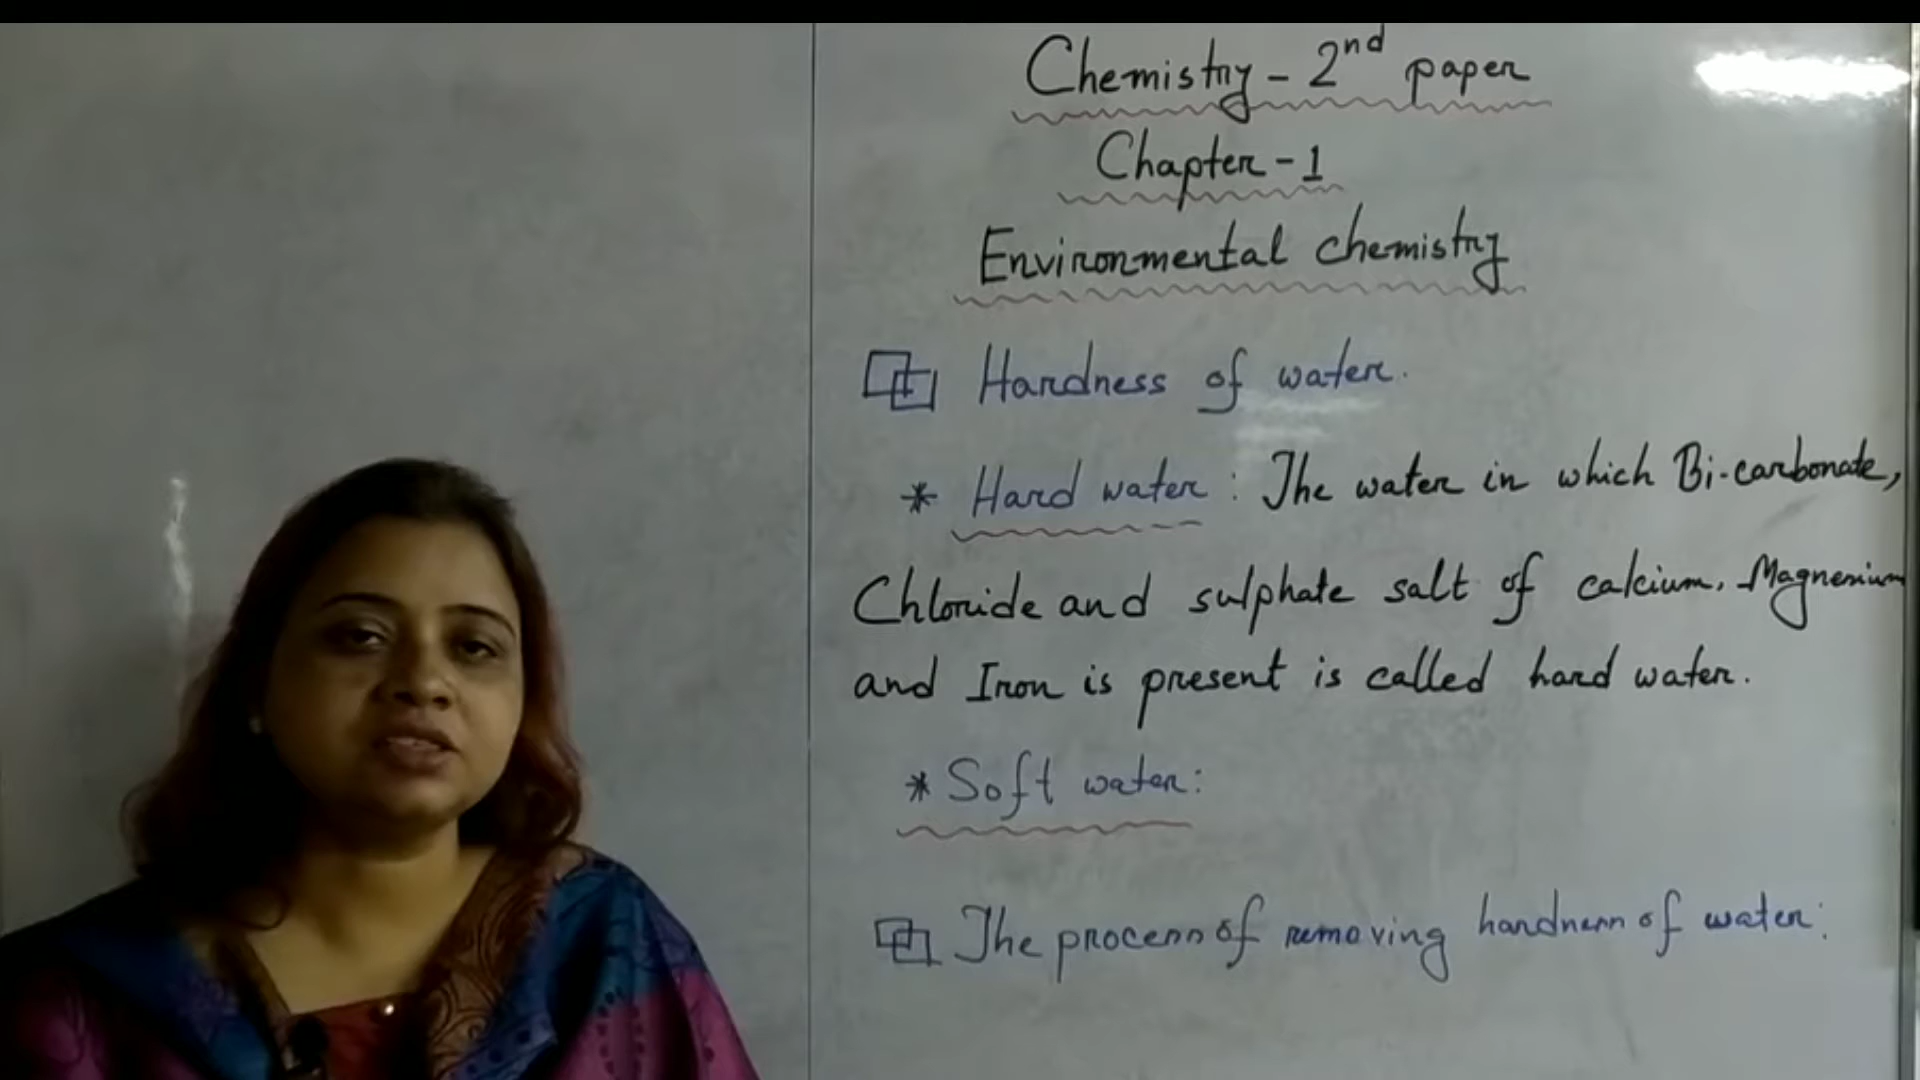 Chemistry - 2nd paper
Chapter - 1
Environmental chemistry
Hardness of water.
* Hard water : The water in which Bi-carbonate,
Chloride and sulphate salt of calcium, Magnesium
and Iron is present is called hard water.
* Soft water:
The process of removing hardness of water: